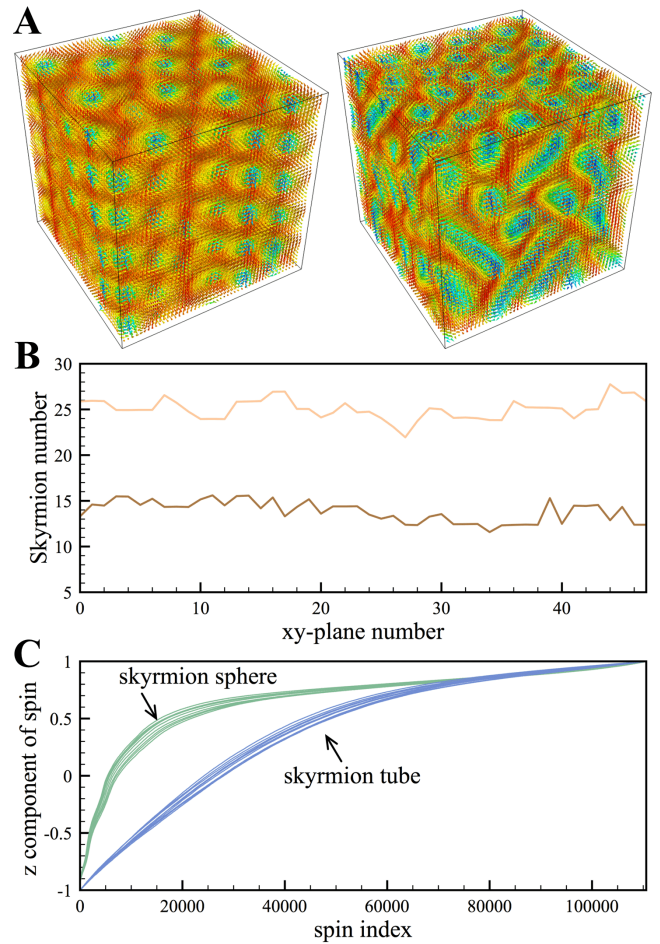 A
B
30
25
20
15
10
5
Skyrmion number
0
10
20
30
40
xy-plane number
C
1
0.5
0
-0.5
-1
z component of spin
skyrmion sphere
skyrmion tube
0
20000
40000
60000
80000
100000
spin index